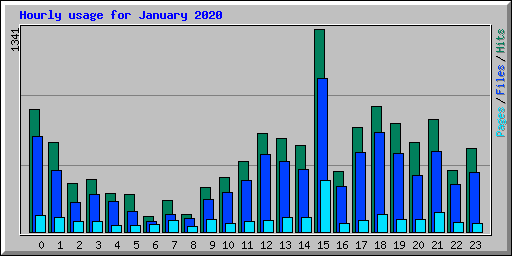 Hourly usage for January 2020
1341
Pages/Files/Hits
0 1 2 3 4 5 6 7 8 9 10 11 12 13 14 15 16 17 18 19 20 21 22 23